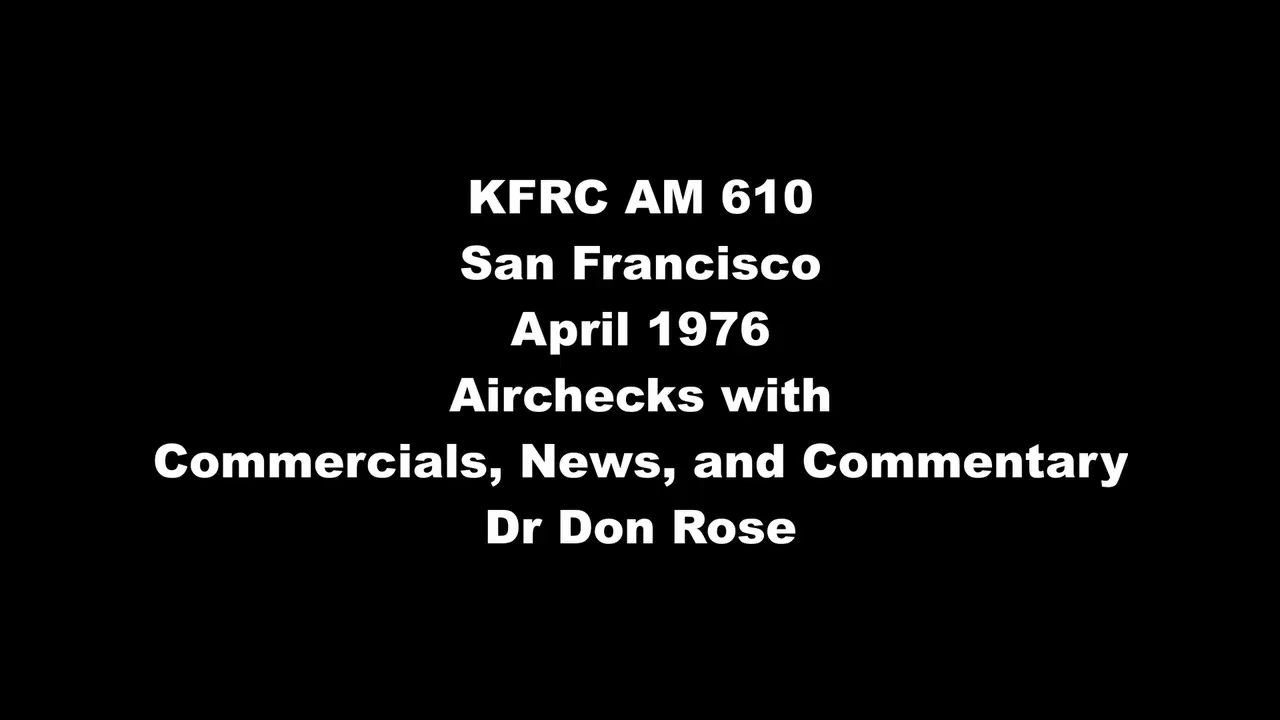 KFRC AM 610
San Francisco
April 1976
Airchecks with
Commercials, News, and Commentary
Dr Don Rose